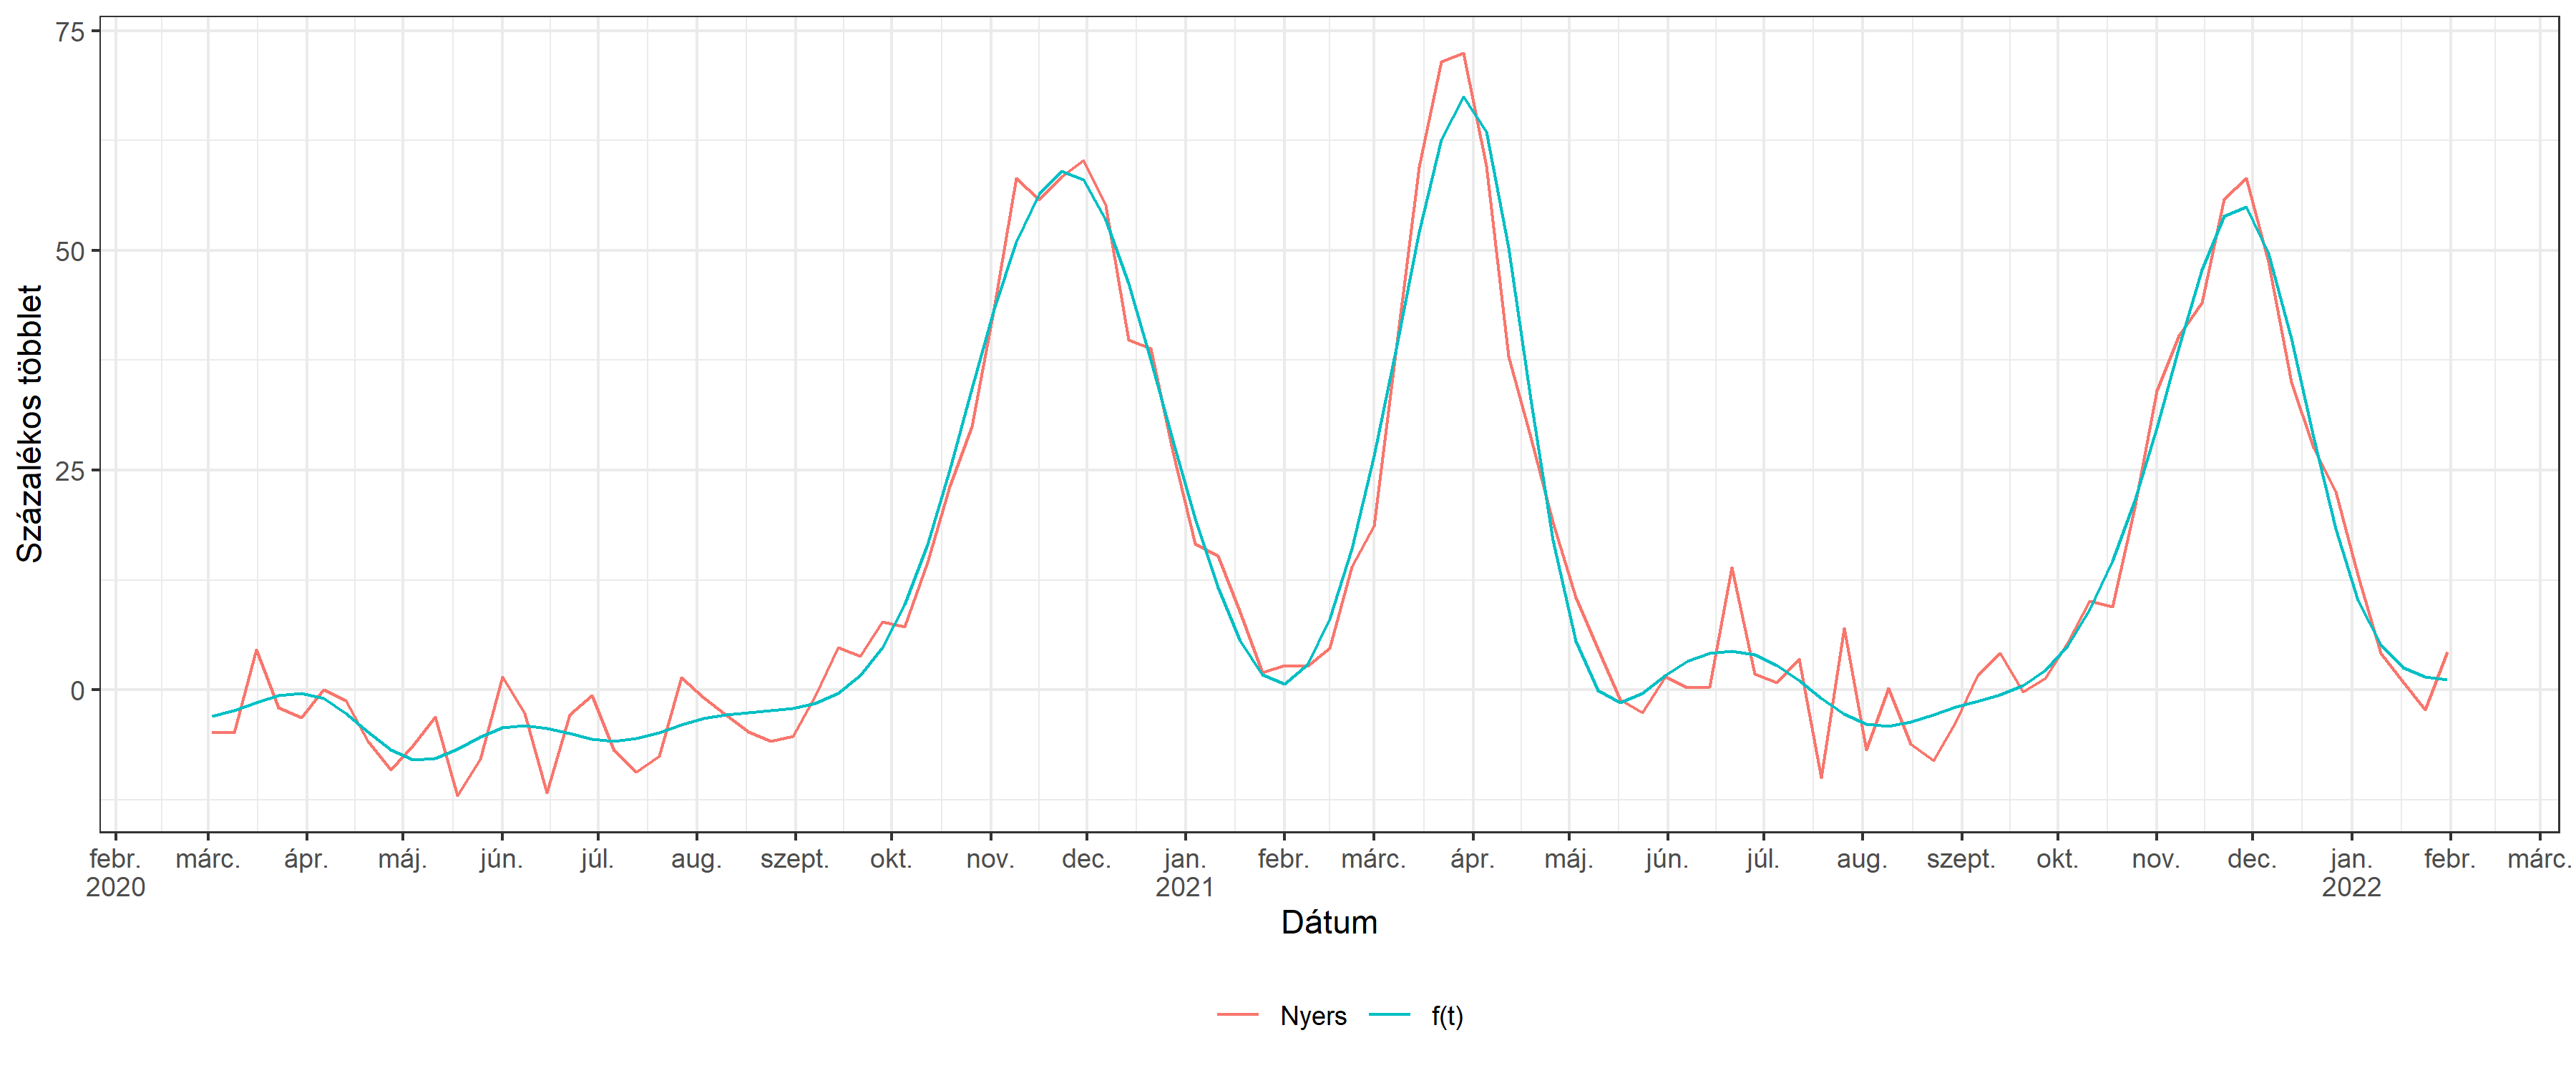 75
50
25
0
Százalékos többlet
febr. márc. ápr. máj. jún. júl. aug. szept. okt. nov. dec. jan. febr. márc. ápr. máj. jún. júl. aug. szept. okt. nov. dec. jan. febr. márc.
2020 2021 2022
Dátum
Nyers f(t)